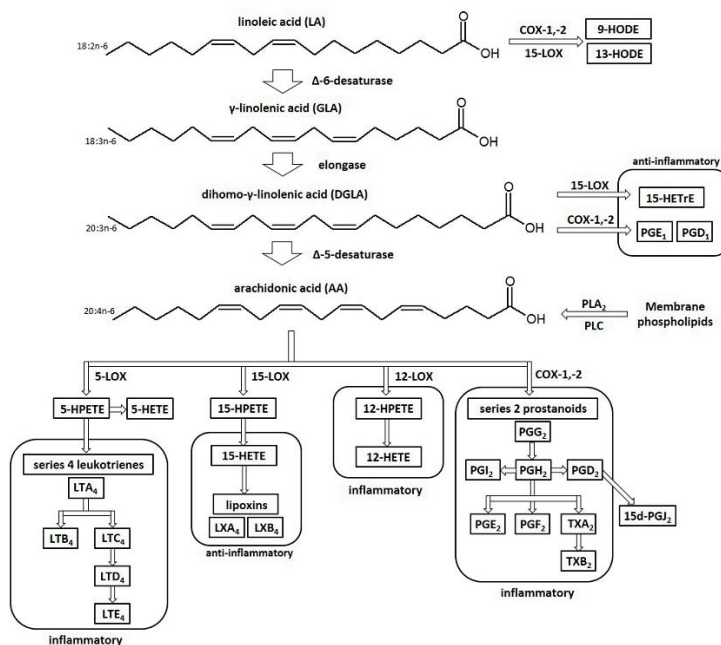 linoleic acid (LA)
O
OH
18:2n-6
COX-1,-2
15-LOX
9-HODE
13-HODE
Δ-6-desaturase
γ-linolenic acid (GLA)
O
OH
18:3n-6
elongase
dihomo-γ-linolenic acid (DGLA)
O
OH
20:3n-6
15-LOX
COX-1,-2
anti-inflammatory
15-HETrE
PGE₁ PGD₁
Δ-5-desaturase
arachidonic acid (AA)
O
OH
20:4n-6
PLA₂
PLC
Membrane
phospolipids
5-LOX
15-LOX
12-LOX
COX-1,-2
5-HPETE
5-HETE
15-HPETE
12-HPETE
series 2 prostanoids
PGG₂
series 4 leukotrienes
15-HETE
12-HETE
PGI₂ PGH₂ PGD₂
LTA₄
lipoxins
inflammatory
LXA₄ LXB₄
15d-PGJ₂
LTB₄ LTC₄
anti-inflammatory
PGE₂ PGF₂ TXA₂
LTD₄
TXB₂
LTE₄
inflammatory
inflammatory